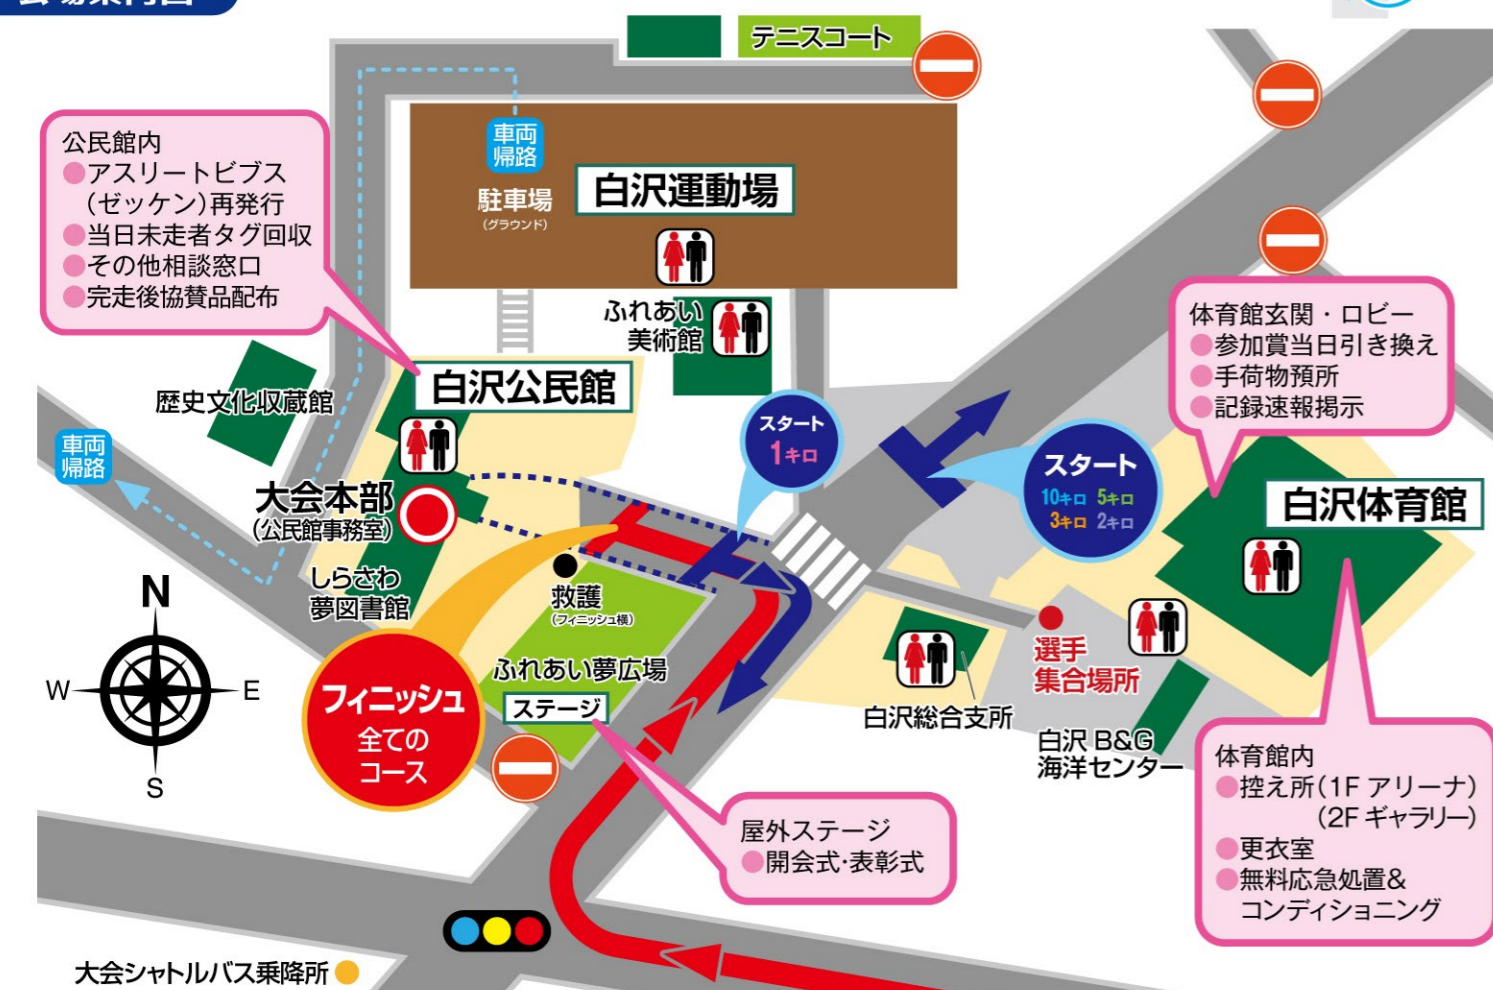 会場案内図
テニスコート
公民館内
●アスリートビブス
(ゼッケン)再発行
●当日未走者タグ回収
●その他相談窓口
●完走後協賛品配布
車両
帰路
駐車場
(グラウンド)
白沢運動場
ふれあい
美術館
体育館玄関・ロビー
●参加賞当日引き換え
●手荷物預所
●記録速報掲示
歴史文化収蔵館
白沢公民館
車両
帰路
スタート
1キロ
スタート
10キロ 5キロ
3キロ 2キロ
白沢体育館
大会本部
(公民館事務室)
しらさわ
夢図書館
救護
(フィニッシュ横)
N
W
E
S
ふれあい夢広場
ステージ
フィニッシュ
全ての
コース
選手
集合場所
白沢総合支所
白沢 B&G
海洋センター
屋外ステージ
●開会式・表彰式
体育館内
●控え所(1F アリーナ)
(2F ギャラリー)
●更衣室
●無料応急処置&
コンディショニング
大会シャトルバス乗降所